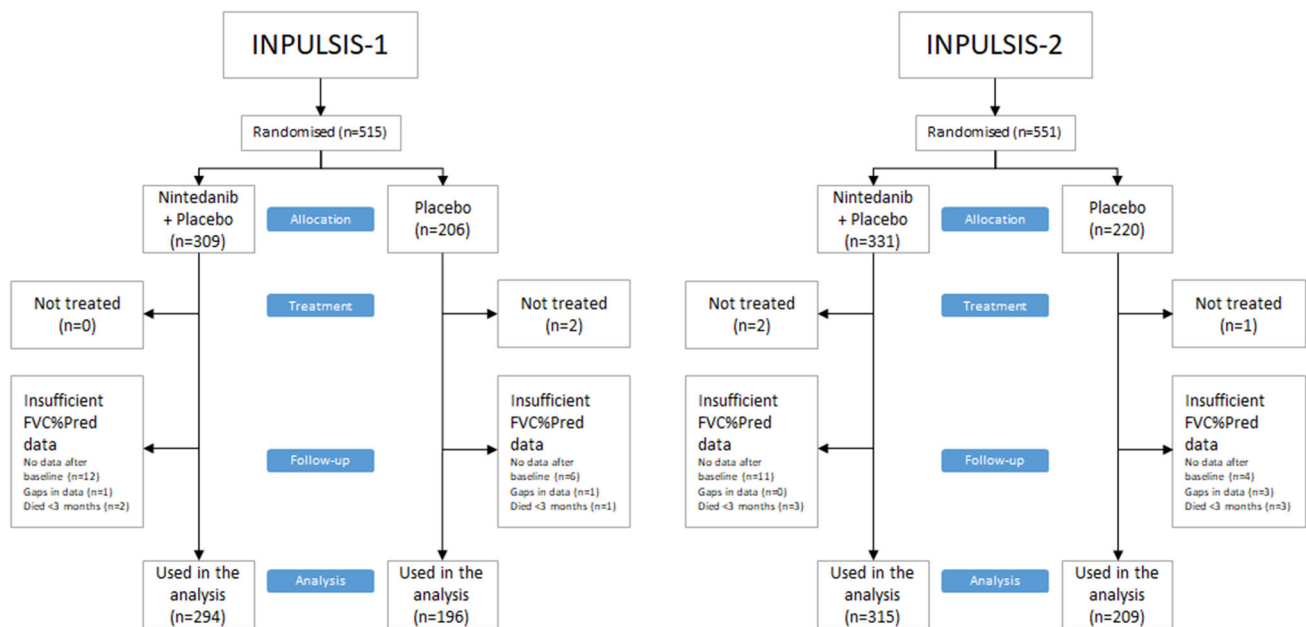 INPULSIS-1
Randomised (n=515)
Nintedanib
+ Placebo
(n=309)
Allocation
Placebo
(n=206)
Not treated
(n=0)
Treatment
Not treated
(n=2)
Insufficient
FVC%Pred
data
No data after
baseline (n=12)
Gaps in data (n=1)
Died <3 months (n=2)
Follow-up
Insufficient
FVC%Pred
data
No data after
baseline (n=6)
Gaps in data (n=1)
Died <3 months (n=1)
Used in the
analysis
(n=294)
Analysis
Used in the
analysis
(n=196)
INPULSIS-2
Randomised (n=551)
Nintedanib
+ Placebo
(n=331)
Allocation
Placebo
(n=220)
Not treated
(n=2)
Treatment
Not treated
(n=1)
Insufficient
FVC%Pred
data
No data after
baseline (n=11)
Gaps in data (n=0)
Died <3 months (n=3)
Follow-up
Insufficient
FVC%Pred
data
No data after
baseline (n=4)
Gaps in data (n=3)
Died <3 months (n=3)
Used in the
analysis
(n=315)
Analysis
Used in the
analysis
(n=209)